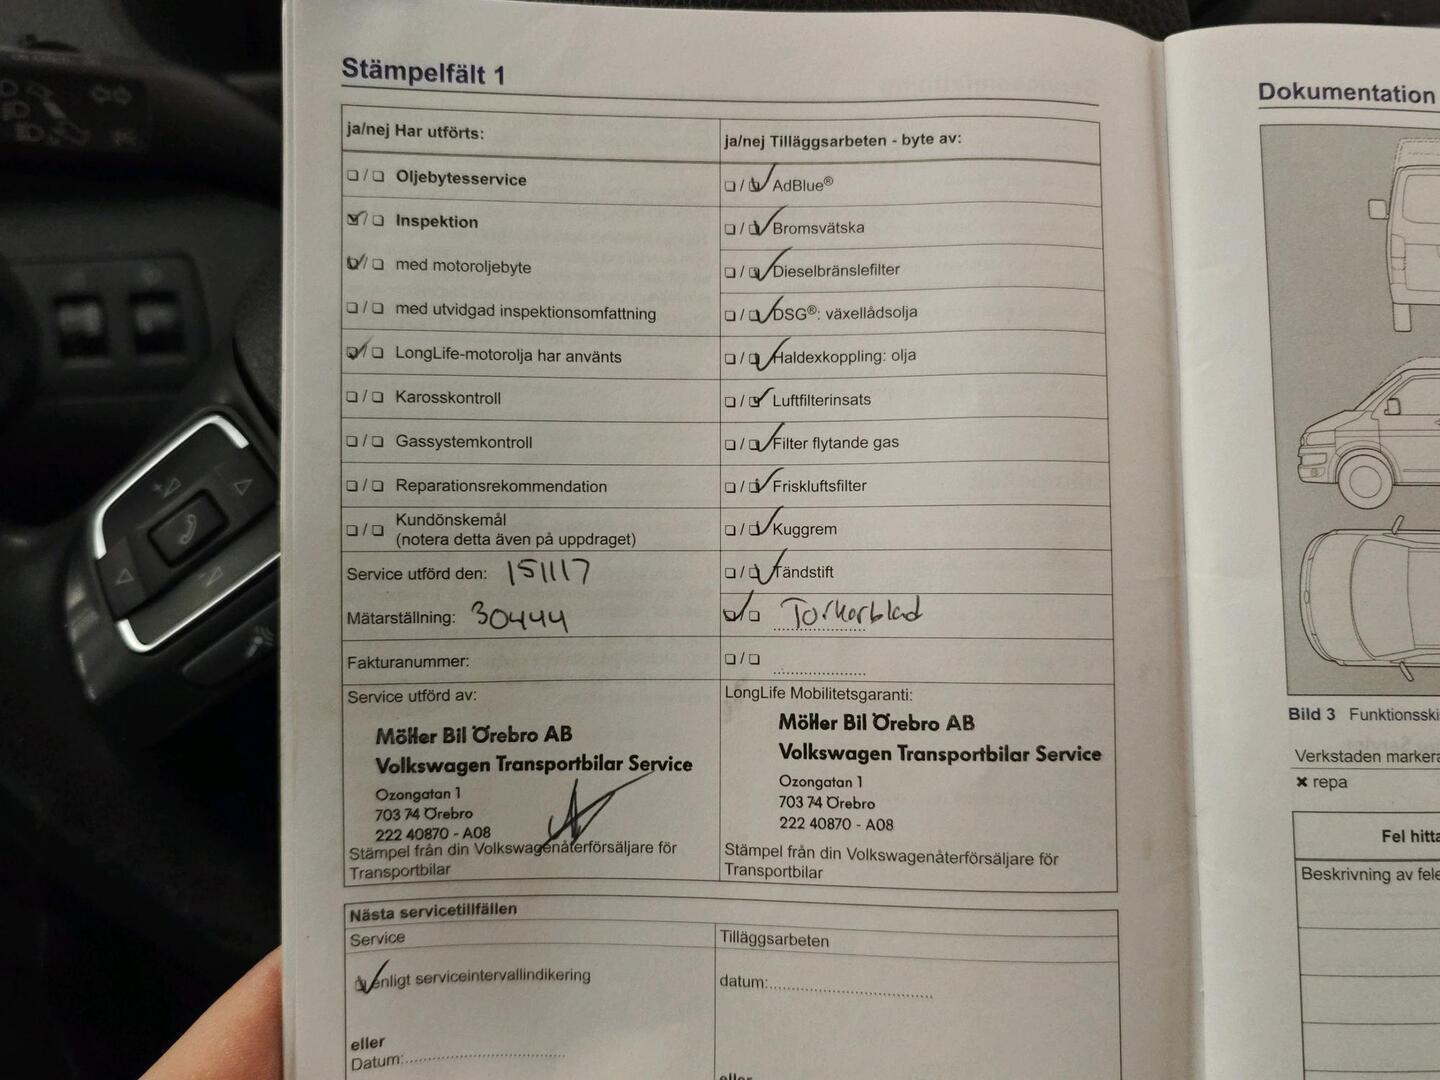 Stämpelfält 1
ja/nej Har utförts:
Oljebytesservice
Inspektion
med motoroljebyte
med utvidgad inspektionsomfattning
LongLife-motorolja har använts
Karosskontroll
Gassystemkontroll
Reparationsrekommendation
Kundönskemål
(notera detta även på uppdraget)
Service utförd den: 151117
Mätarställning: 30444
Fakturanummer:
Service utförd av:
Möller Bil Örebro AB
Volkswagen Transportbilar Service
Ozongatan 1
703 74 Örebro
222 40870 - A08
Stämpel från din Volkswagenåterförsäljare för
Transportbilar
ja/nej Tilläggsarbeten - byte av:
AdBlue®
Bromsvätska
Dieselbränslefilter
DSG®: växellådsolja
Haldexkoppling: olja
Luftfilterinsats
Filter flytande gas
Friskluftsfilter
Kuggrem
Tändstift
Torkarblad
LongLife Mobilitetsgaranti:
Möller Bil Örebro AB
Volkswagen Transportbilar Service
Ozongatan 1
703 74 Örebro
222 40870 - A08
Stämpel från din Volkswagenåterförsäljare för
Transportbilar
Nästa servicetillfällen
Service
enligt serviceintervallindikering
eller
Datum:
Tilläggsarbeten
datum:
eller
Dokumentation
Bild 3 Funktionsski
Verkstaden markera
repa
Fel hitta
Beskrivning av fele